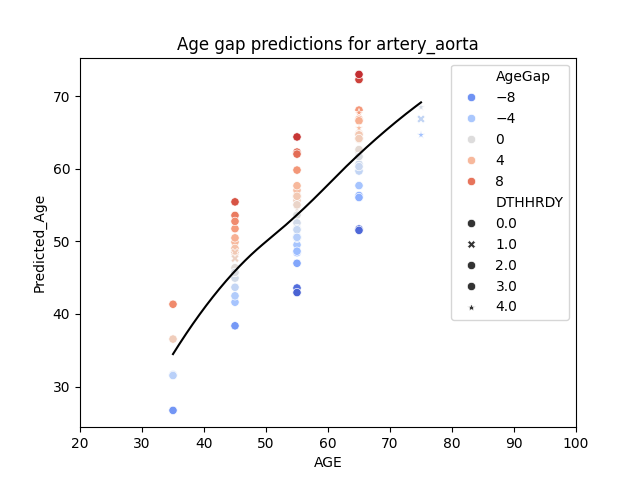 Age gap predictions for artery_aorta
Predicted_Age
70
60
50
40
30
20 30 40 50 60 70 80 90 100
AGE
AgeGap
−8
−4
0
4
8
DTHHRDY
0.0
1.0
2.0
3.0
4.0